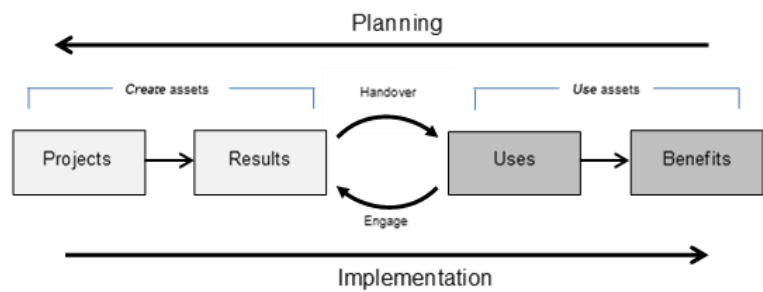 Planning
Create assets
Handover
Use assets
Projects
Results
Uses
Benefits
Engage
Implementation